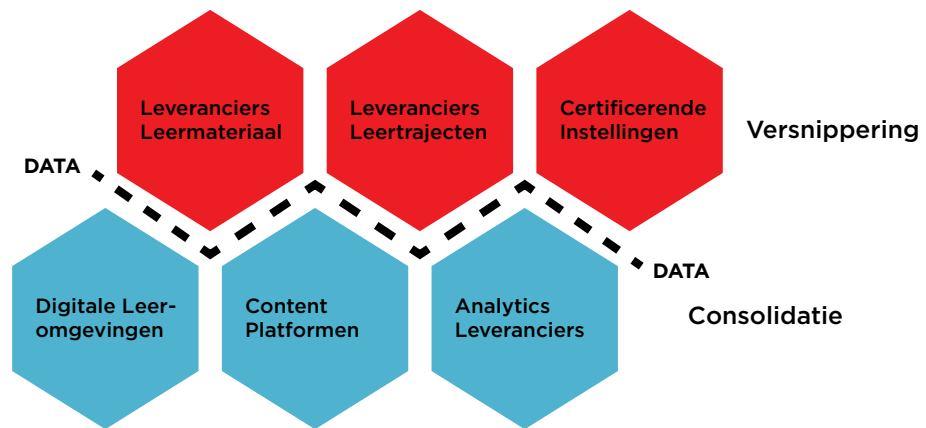 Leveranciers
Leermateriaal
Leveranciers
Leertrajecten
Certificerende
Instellingen
Versnippering
DATA
DATA
Digitale Leer-
omgevingen
Content
Platformen
Analytics
Leveranciers
Consolidatie